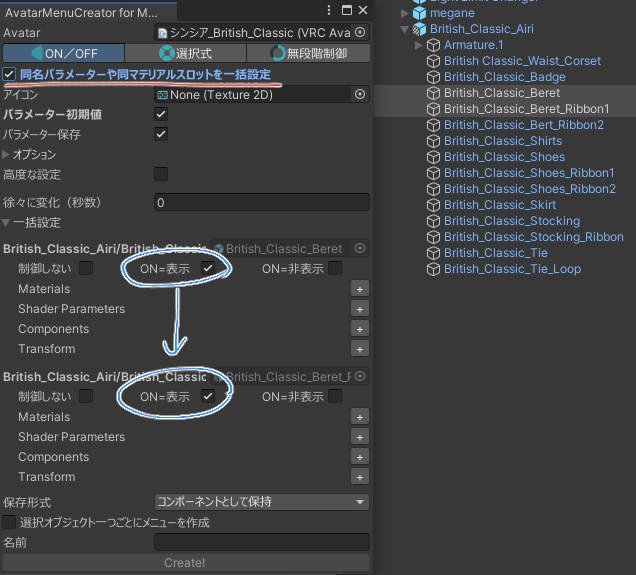 AvatarMenuCreator for M...
Avatar
シンシア_British_Classic (VRC Ava
ON／OFF
選択式
無段階制御
同名パラメーターや同マテリアルスロットを一括設定
アイコン
None (Texture 2D)
パラメーター初期値
パラメーター保存
オプション
高度な設定
徐々に変化（秒数）
0
一括設定
British_Classic_Airi/British_Classic
British_Classic_Beret
制御しない
ON=表示
ON=非表示
Materials
Shader Parameters
Components
Transform
British_Classic_Airi/British_Classic
British_Classic_Beret_R
制御しない
ON=表示
ON=非表示
Materials
Shader Parameters
Components
Transform
保存形式
コンポーネントとして保持
選択オブジェクト一つごとにメニューを作成
名前
Create!
megane
British_Classic_Airi
Armature.1
British Classic_Waist_Corset
British_Classic_Badge
British_Classic_Beret
British_Classic_Beret_Ribbon1
British_Classic_Bert_Ribbon2
British_Classic_Shirts
British_Classic_Shoes
British_Classic_Shoes_Ribbon1
British_Classic_Shoes_Ribbon2
British_Classic_Skirt
British_Classic_Stocking
British_Classic_Stocking_Ribbon
British_Classic_Tie
British_Classic_Tie_Loop